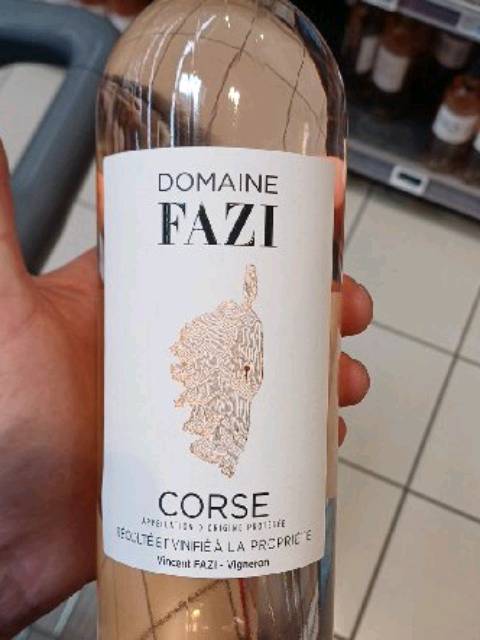 DOMAINE
FAZI
CORSE
APPELLATION D'ORIGINE PROTÉGÉE
RÉCOLTÉ ET VINIFIÉ À LA PROPRIÉTÉ
Vincent FAZI - Vigneron